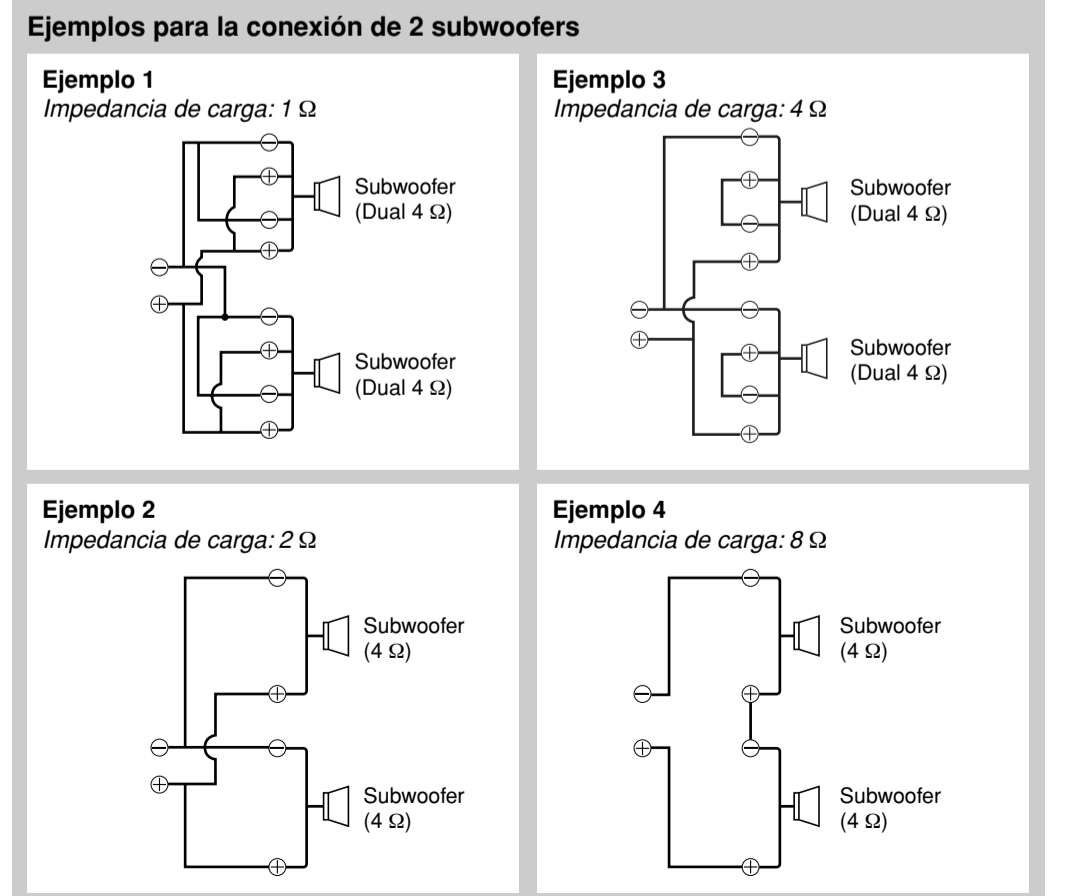 Ejemplos para la conexión de 2 subwoofers
Ejemplo 1
Impedancia de carga: 1 Ω
⊖
⊕
⊖
⊕
⊖
⊕
⊖
⊕
⊖
⊕
Subwoofer
(Dual 4 Ω)
Subwoofer
(Dual 4 Ω)
Ejemplo 3
Impedancia de carga: 4 Ω
⊖
⊕
⊖
⊕
⊖
⊕
⊖
⊕
⊖
⊕
Subwoofer
(Dual 4 Ω)
Subwoofer
(Dual 4 Ω)
Ejemplo 2
Impedancia de carga: 2 Ω
⊖
⊕
⊖
⊕
⊖
⊕
Subwoofer
(4 Ω)
Subwoofer
(4 Ω)
Ejemplo 4
Impedancia de carga: 8 Ω
⊖
⊕
⊖
⊕
⊖
⊕
Subwoofer
(4 Ω)
Subwoofer
(4 Ω)